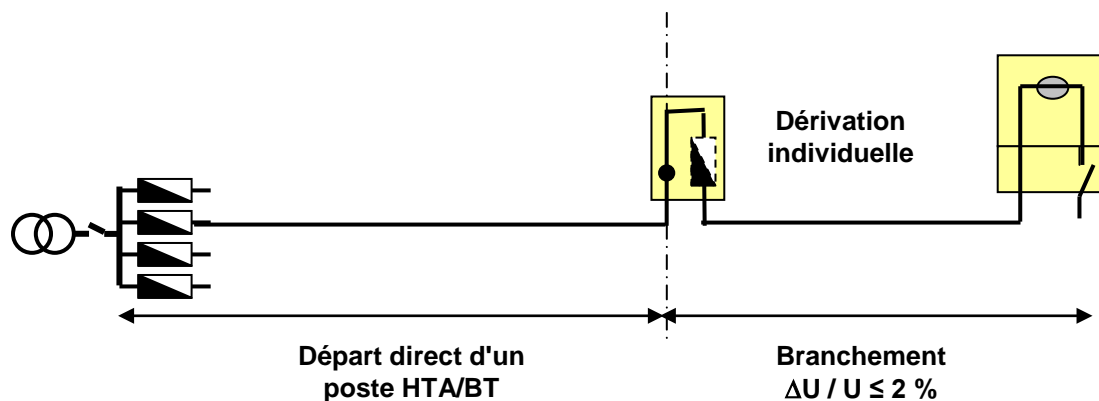 Dérivation
individuelle
Départ direct d'un
poste HTA/BT
Branchement
ΔU / U ≤ 2 %